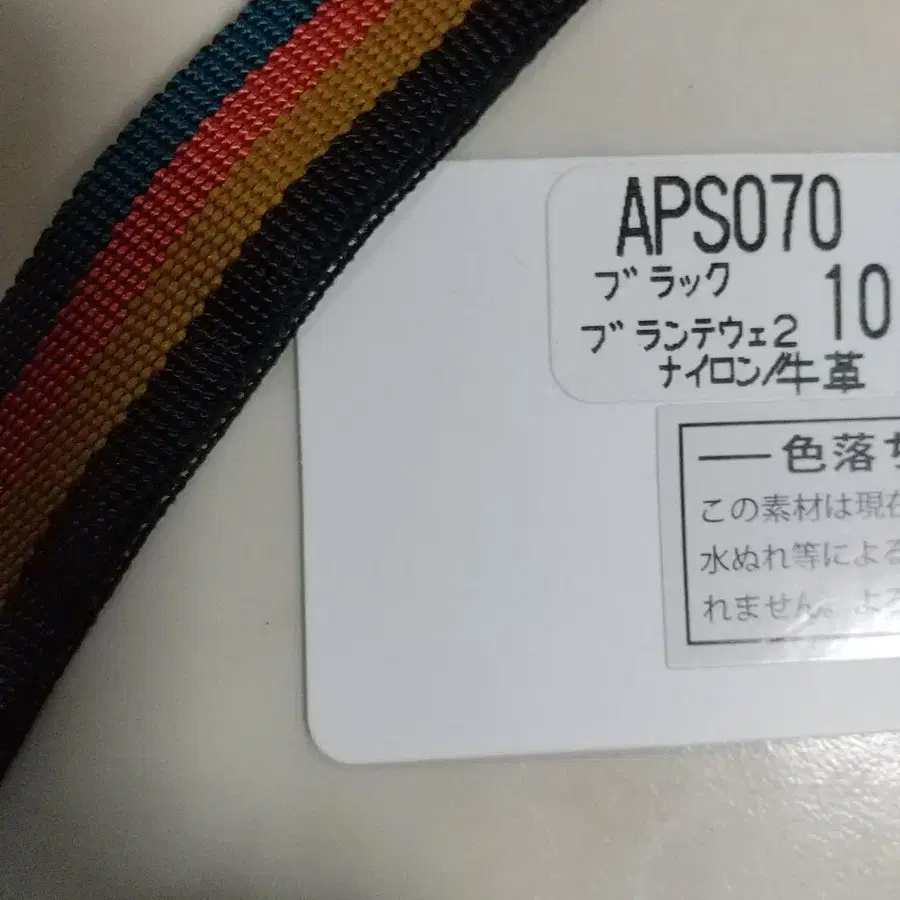 APS070
ブラック 10
ブランテウェ2
ナイロン/牛革
色落ち
この素材は現在
水ぬれ等による
れません。よろ